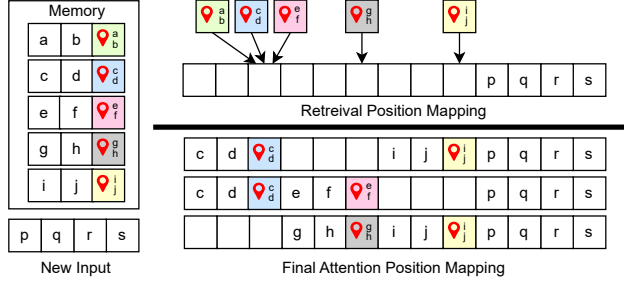 Memory
a b a b
c d c d
e f e f
g h g h
i j i j
p q r s
New Input
a b c d e f g h i j
p q r s
Retreival Position Mapping
c d c d i j i j p q r s
c d c d e f e f p q r s
g h g h i j i j p q r s
Final Attention Position Mapping